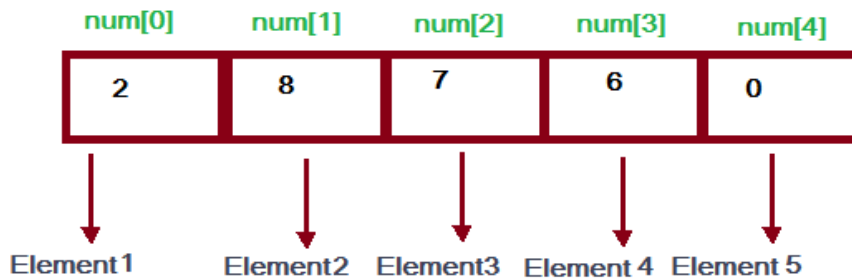 num[0] num[1] num[2] num[3] num[4]
2 8 7 6 0
Element1 Element2 Element3 Element 4 Element 5